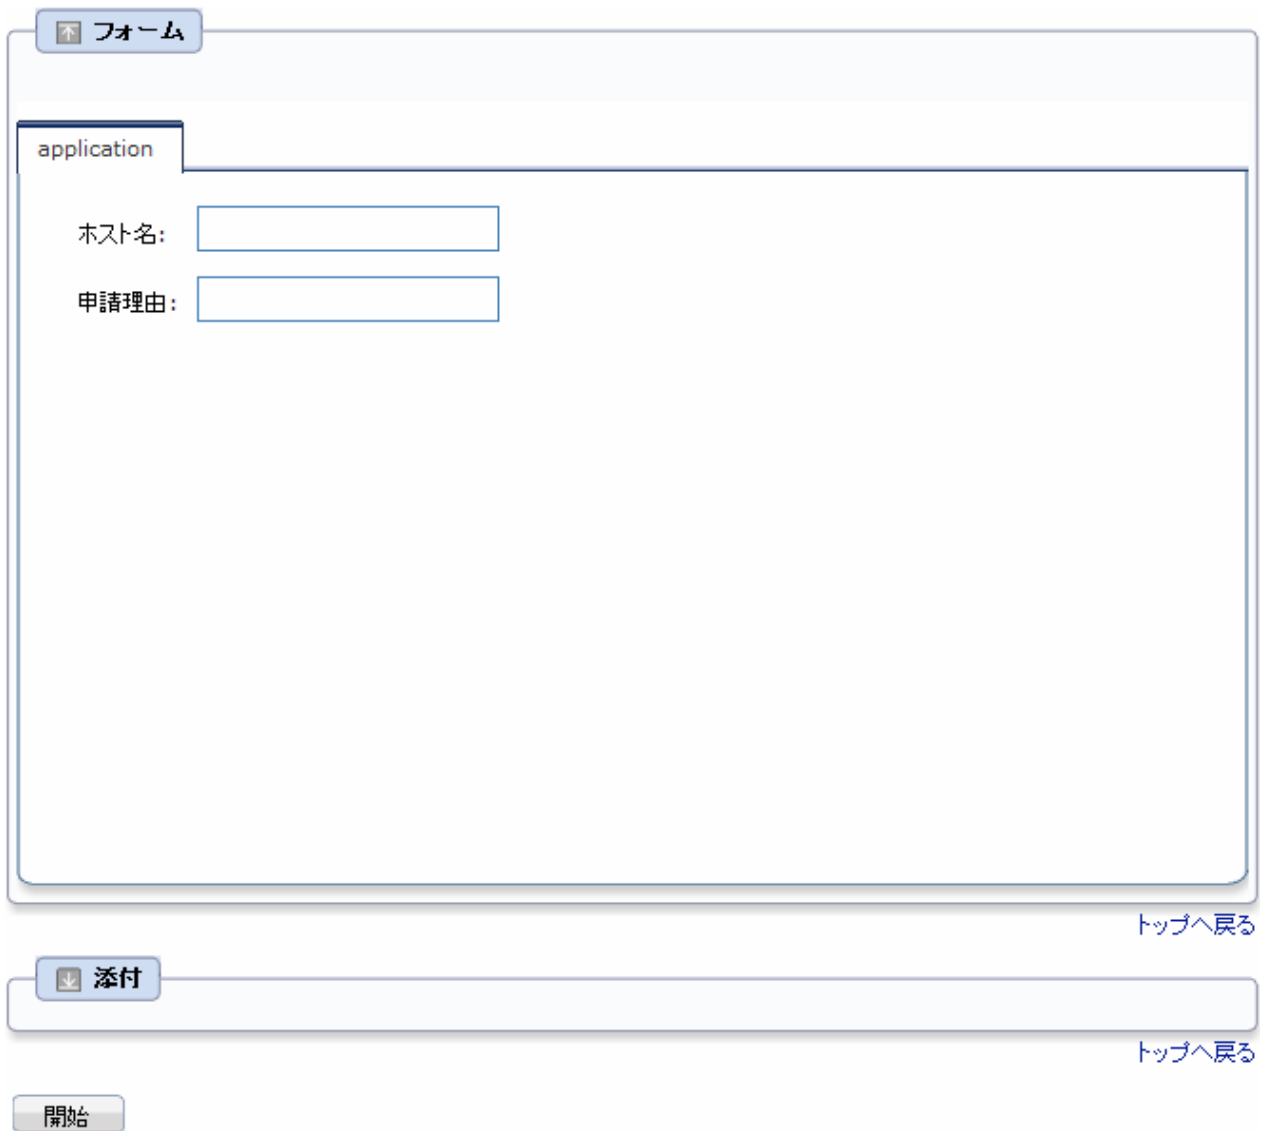 フォーム
application
ホスト名:
申請理由:
トップへ戻る
添付
トップへ戻る
開始